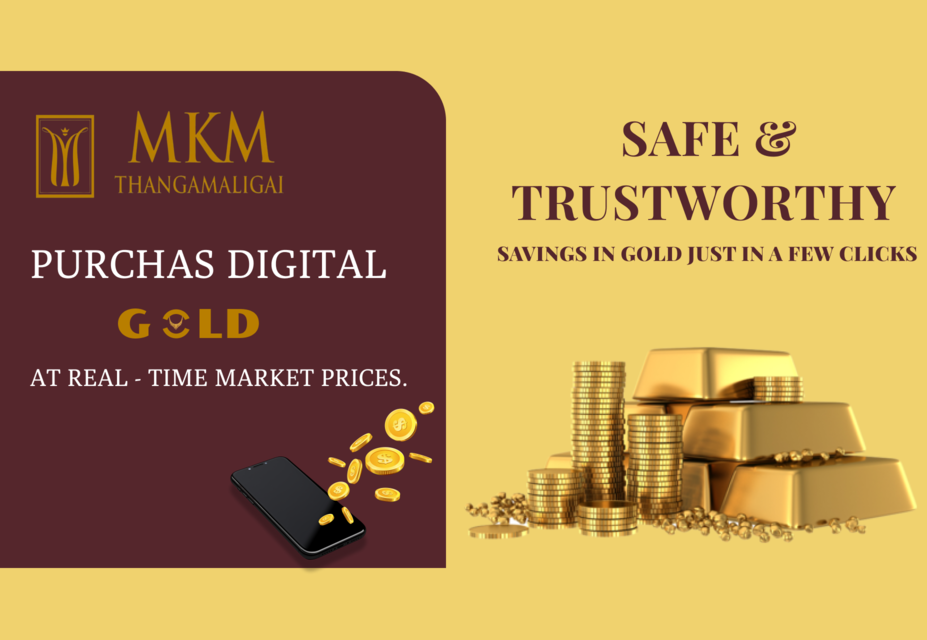 MKM
THANGAMALIGAI
PURCHAS DIGITAL
GOLD
AT REAL - TIME MARKET PRICES.
SAFE &
TRUSTWORTHY
SAVINGS IN GOLD JUST IN A FEW CLICKS